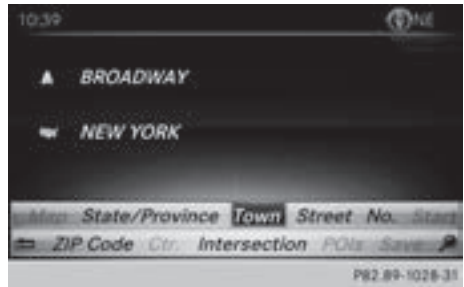 10:39 NE
BROADWAY
NEW YORK
Map State/Province Town Street No. Start
ZIP Code Ctr. Intersection POIs Save
P82.89-1028-31